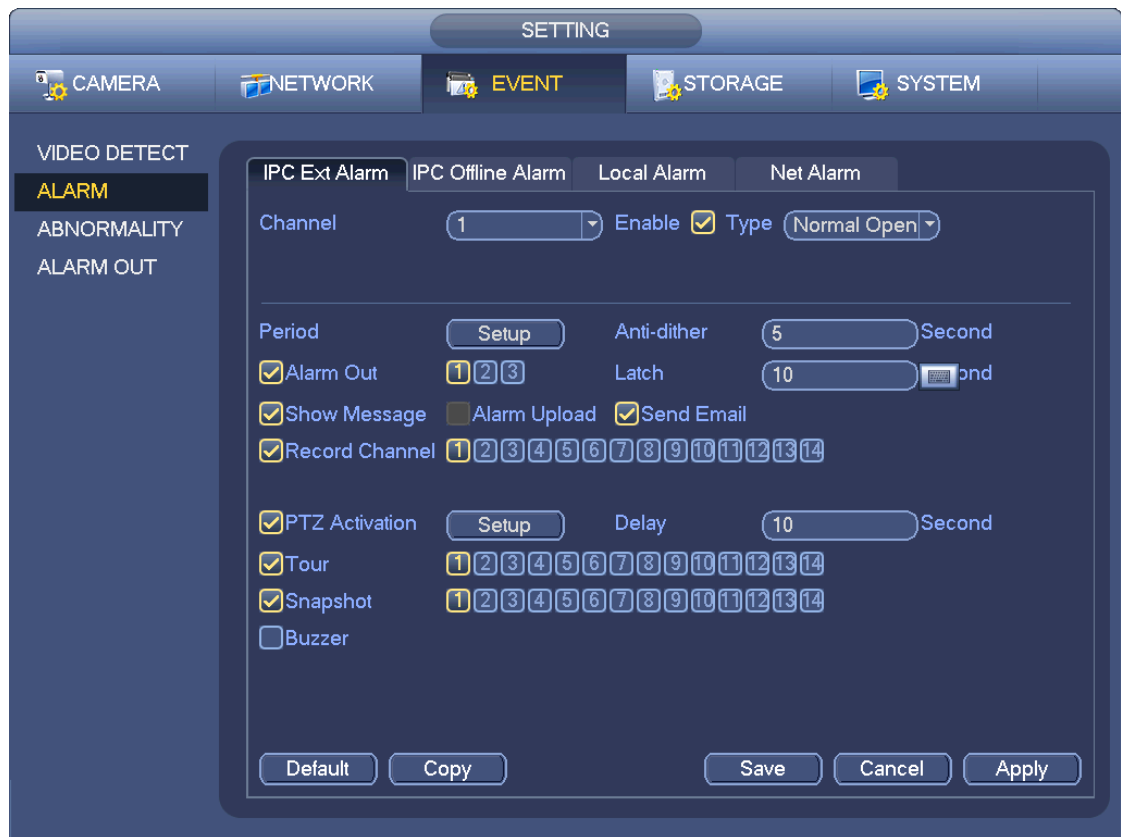 SETTING
CAMERA NETWORK EVENT STORAGE SYSTEM
VIDEO DETECT
ALARM
ABNORMALITY
ALARM OUT
IPC Ext Alarm IPC Offline Alarm Local Alarm Net Alarm
Channel 1 Enable Type Normal Open
Period Setup Anti-dither 5 Second
Alarm Out 1 2 3 Latch 10 ond
Show Message Alarm Upload Send Email
Record Channel 1 2 3 4 5 6 7 8 9 10 11 12 13 14
PTZ Activation Setup Delay 10 Second
Tour 1 2 3 4 5 6 7 8 9 10 11 12 13 14
Snapshot 1 2 3 4 5 6 7 8 9 10 11 12 13 14
Buzzer
Default Copy Save Cancel Apply